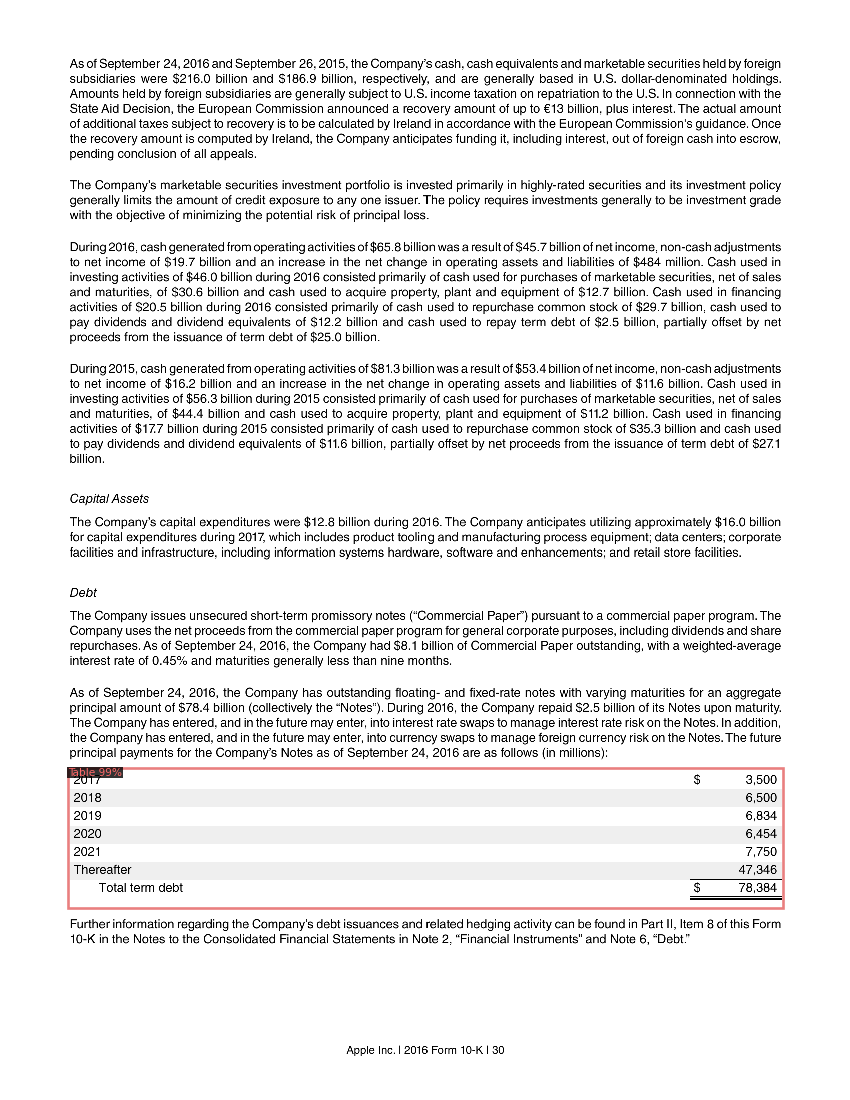 As of September 24, 2016 and September 26, 2015, the Company's cash, cash equivalents and marketable securities held by foreign
subsidiaries were $216.0 billion and $186.9 billion, respectively, and are generally based in U.S. dollar-denominated holdings.
Amounts held by foreign subsidiaries are generally subject to U.S. income taxation on repatriation to the U.S. In connection with the
State Aid Decision, the European Commission announced a recovery amount of up to €13 billion, plus interest. The actual amount
of additional taxes subject to recovery is to be calculated by Ireland in accordance with the European Commission's guidance. Once
the recovery amount is computed by Ireland, the Company anticipates funding it, including interest, out of foreign cash into escrow,
pending conclusion of all appeals.
The Company's marketable securities investment portfolio is invested primarily in highly-rated securities and its investment policy
generally limits the amount of credit exposure to any one issuer. The policy requires investments generally to be investment grade
with the objective of minimizing the potential risk of principal loss.
During 2016, cash generated from operating activities of $65.8 billion was a result of $45.7 billion of net income, non-cash adjustments
to net income of $19.7 billion and an increase in the net change in operating assets and liabilities of $484 million. Cash used in
investing activities of $46.0 billion during 2016 consisted primarily of cash used for purchases of marketable securities, net of sales
and maturities, of $30.6 billion and cash used to acquire property, plant and equipment of $12.7 billion. Cash used in financing
activities of $20.5 billion during 2016 consisted primarily of cash used to repurchase common stock of $29.7 billion, cash used to
pay dividends and dividend equivalents of $12.2 billion and cash used to repay term debt of $2.5 billion, partially offset by net
proceeds from the issuance of term debt of $25.0 billion.
During 2015, cash generated from operating activities of $81.3 billion was a result of $53.4 billion of net income, non-cash adjustments
to net income of $16.2 billion and an increase in the net change in operating assets and liabilities of $11.6 billion. Cash used in
investing activities of $56.3 billion during 2015 consisted primarily of cash used for purchases of marketable securities, net of sales
and maturities, of $44.4 billion and cash used to acquire property, plant and equipment of $11.2 billion. Cash used in financing
activities of $17.7 billion during 2015 consisted primarily of cash used to repurchase common stock of $35.3 billion and cash used
to pay dividends and dividend equivalents of $11.6 billion, partially offset by net proceeds from the issuance of term debt of $27.1
billion.
Capital Assets
The Company's capital expenditures were $12.8 billion during 2016. The Company anticipates utilizing approximately $16.0 billion
for capital expenditures during 2017, which includes product tooling and manufacturing process equipment; data centers; corporate
facilities and infrastructure, including information systems hardware, software and enhancements; and retail store facilities.
Debt
The Company issues unsecured short-term promissory notes ("Commercial Paper") pursuant to a commercial paper program. The
Company uses the net proceeds from the commercial paper program for general corporate purposes, including dividends and share
repurchases. As of September 24, 2016, the Company had $8.1 billion of Commercial Paper outstanding, with a weighted-average
interest rate of 0.45% and maturities generally less than nine months.
As of September 24, 2016, the Company has outstanding floating- and fixed-rate notes with varying maturities for an aggregate
principal amount of $78.4 billion (collectively the "Notes"). During 2016, the Company repaid $2.5 billion of its Notes upon maturity.
The Company has entered, and in the future may enter, into interest rate swaps to manage interest rate risk on the Notes. In addition,
the Company has entered, and in the future may enter, into currency swaps to manage foreign currency risk on the Notes. The future
principal payments for the Company's Notes as of September 24, 2016 are as follows (in millions):
Table 99%
2017 $ 3,500
2018 6,500
2019 6,834
2020 6,454
2021 7,750
Thereafter 47,346
Total term debt $ 78,384
Further information regarding the Company's debt issuances and related hedging activity can be found in Part II, Item 8 of this Form
10-K in the Notes to the Consolidated Financial Statements in Note 2, "Financial Instruments" and Note 6, "Debt."
Apple Inc. | 2016 Form 10-K | 30